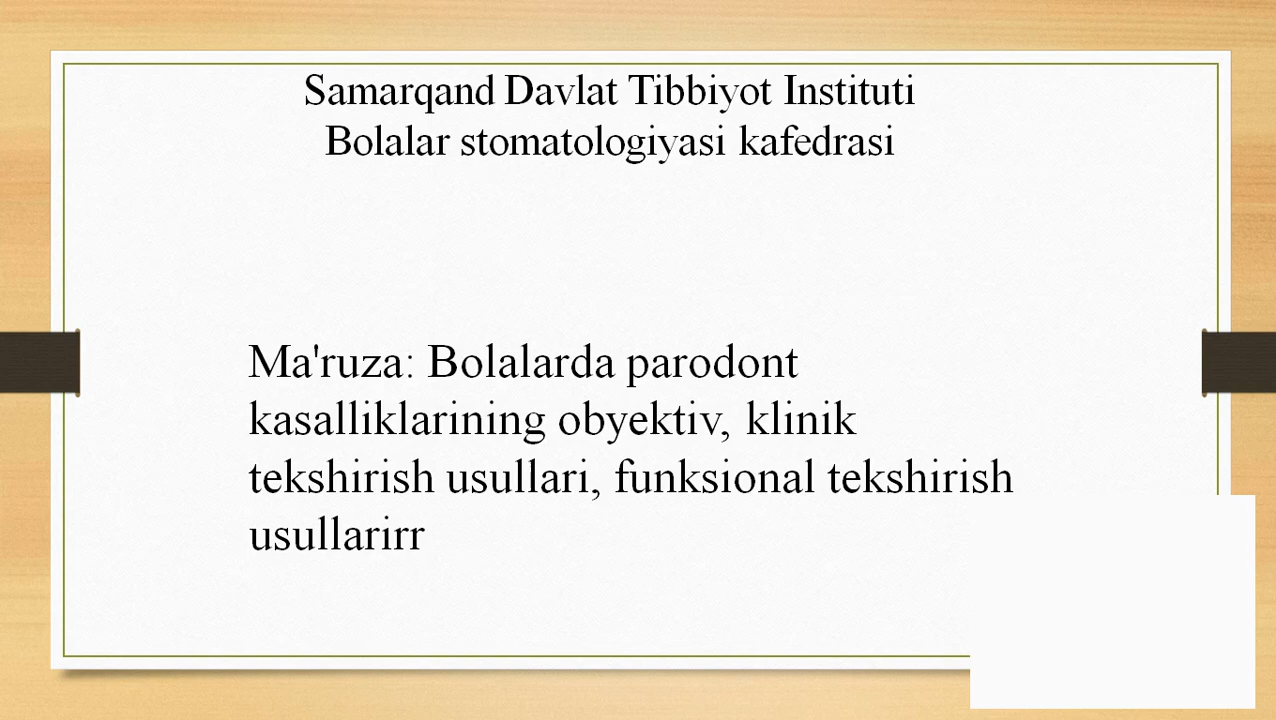 Samarqand Davlat Tibbiyot Instituti
Bolalar stomatologiyasi kafedrasi
Ma'ruza: Bolalarda parodont
kasalliklarining obyektiv, klinik
tekshirish usullari, funksional tekshirish
usullarirr